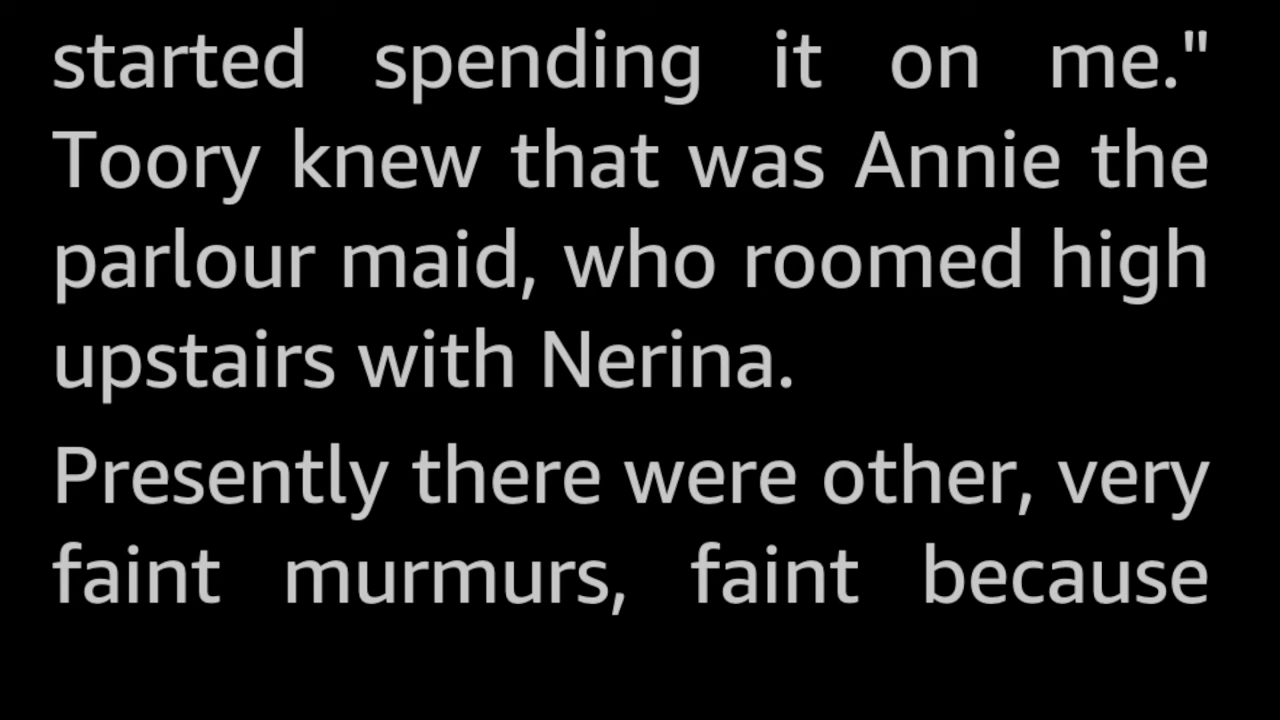 started spending it on me."
Toory knew that was Annie the
parlour maid, who roomed high
upstairs with Nerina.
Presently there were other, very
faint murmurs, faint because